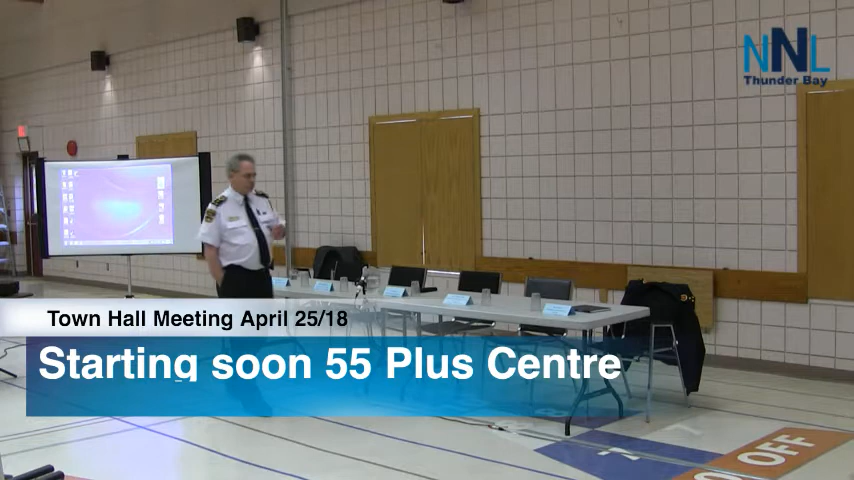 NNL
Thunder Bay
Town Hall Meeting April 25/18
Starting soon 55 Plus Centre
OFF